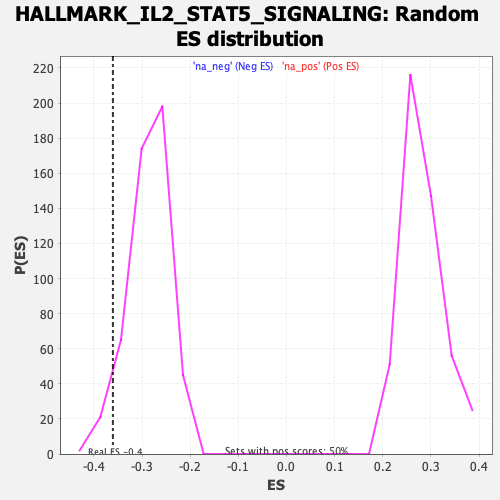 HALLMARK_IL2_STAT5_SIGNALING: Random
ES distribution
'na_neg' (Neg ES) 'na_pos' (Pos ES)
220
200
180
160
140
120
100
80
60
40
20
0
P(ES)
Real ES -0.4
Sets with pos scores: 50%
-0.4 -0.3 -0.2 -0.1 0.0 0.1 0.2 0.3 0.4
ES